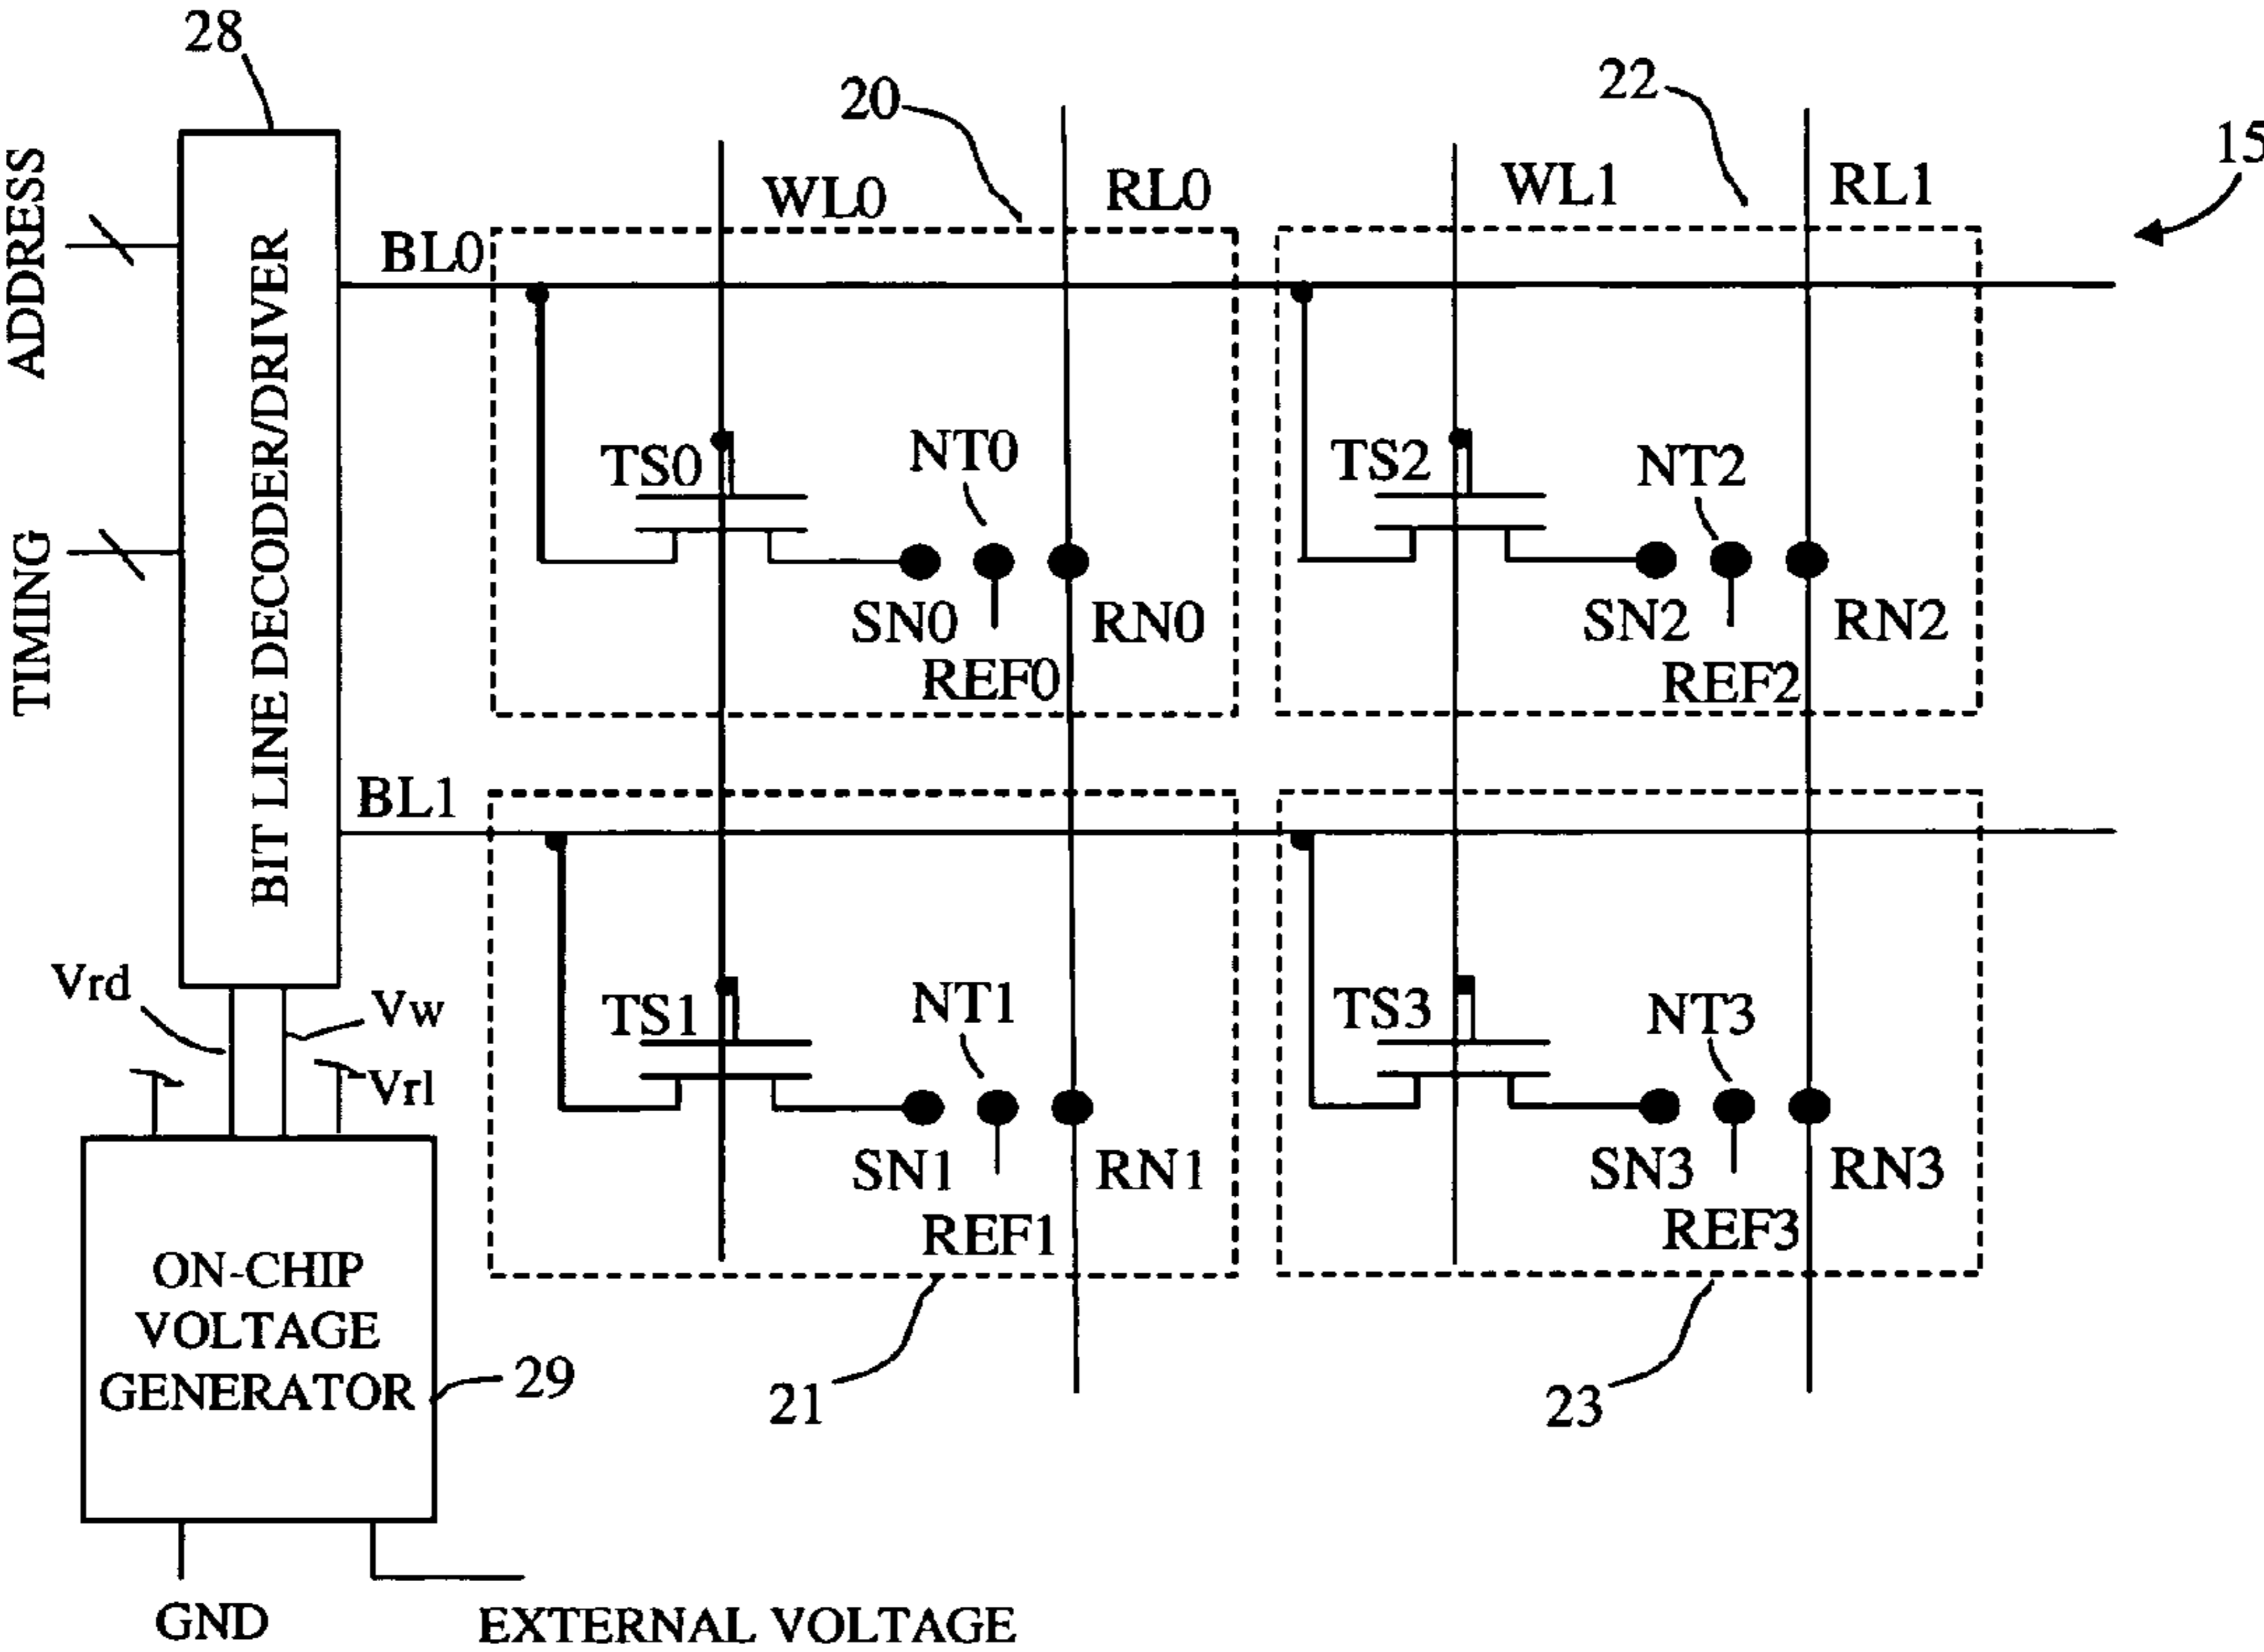 28
20
22
15
ADDRESS
WL0
RL0
WL1
RL1
BL0
BIT LINE DECODER/DRIVER
TS0
NT0
TS2
NT2
TIMING
SN0
RN0
SN2
RN2
REF0
REF2
BL1
Vrd
Vw
TS1
NT1
TS3
NT3
Vrl
SN1
RN1
SN3
RN3
REF1
REF3
ON-CHIP
VOLTAGE
GENERATOR
29
21
23
GND
EXTERNAL VOLTAGE